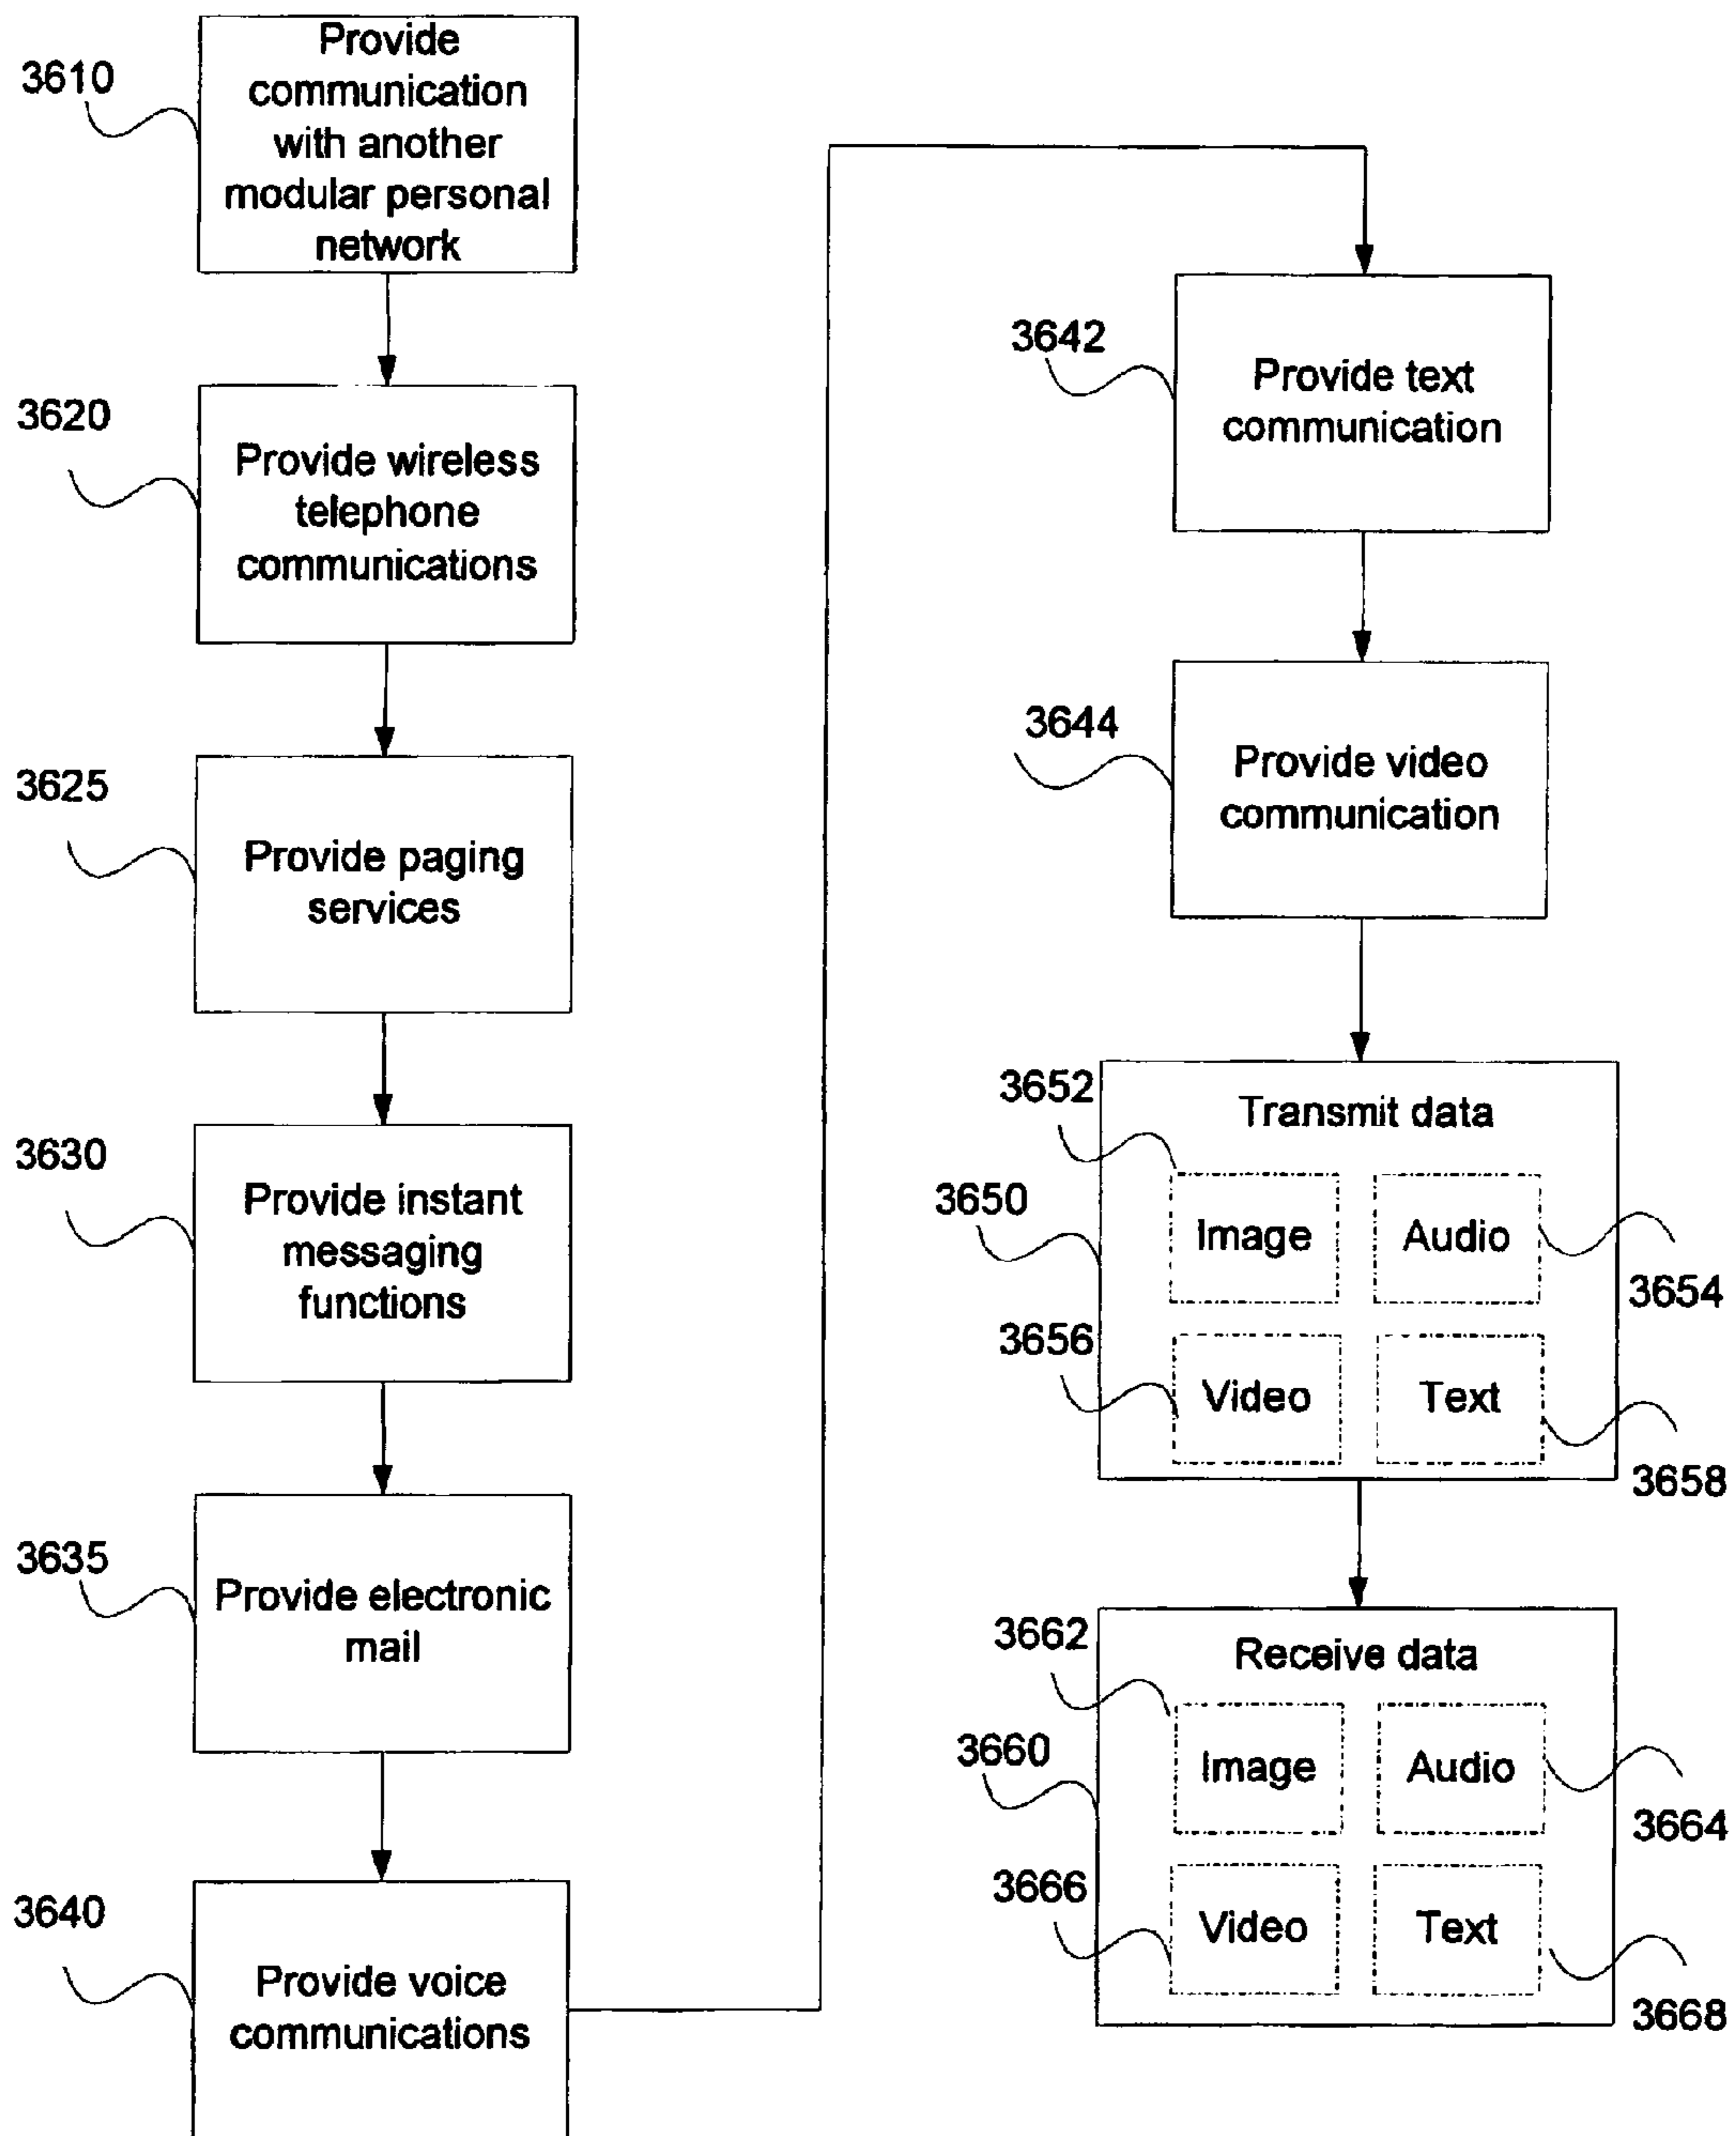 3610
Provide
communication
with another
modular personal
network
3620
Provide wireless
telephone
communications
3625
Provide paging
services
3630
Provide instant
messaging
functions
3635
Provide electronic
mail
3640
Provide voice
communications
3642
Provide text
communication
3644
Provide video
communication
3652
Transmit data
3650
Image
Audio
3654
3656
Video
Text
3658
3662
Receive data
3660
Image
Audio
3664
3666
Video
Text
3668